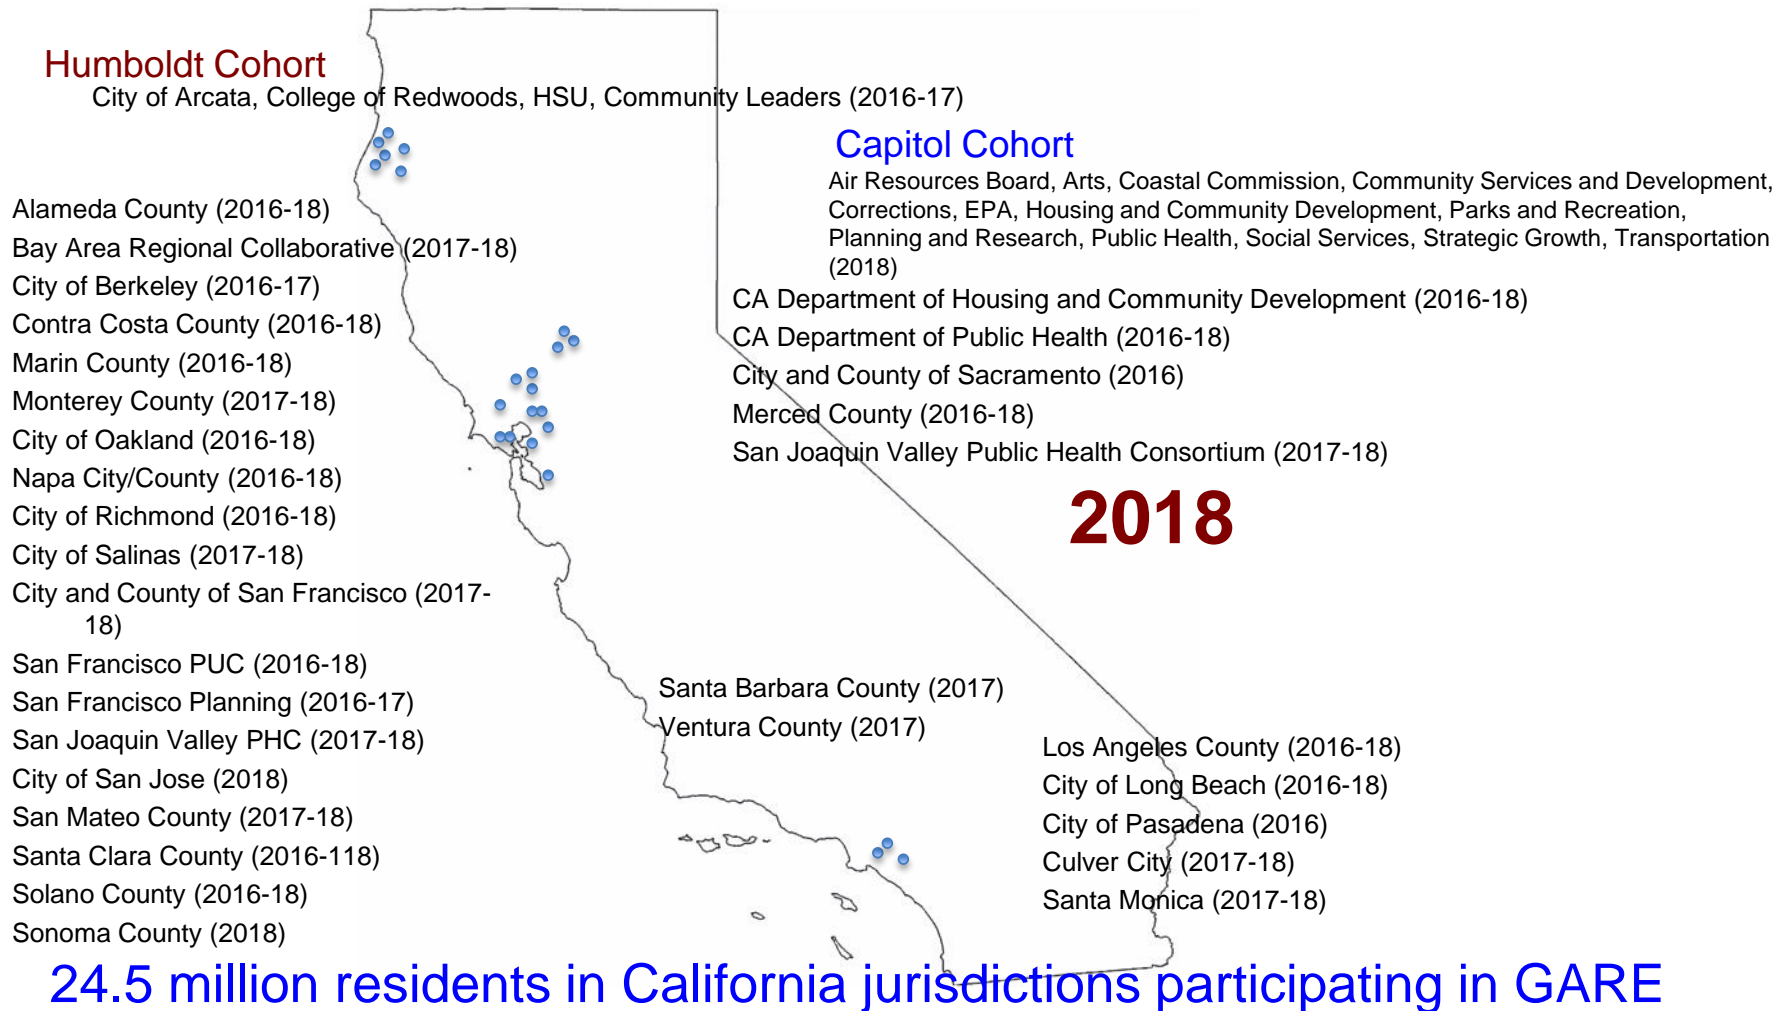 Humboldt Cohort
City of Arcata, College of Redwoods, HSU, Community Leaders (2016-17)
Capitol Cohort
Air Resources Board, Arts, Coastal Commission, Community Services and Development,
Corrections, EPA, Housing and Community Development, Parks and Recreation,
Planning and Research, Public Health, Social Services, Strategic Growth, Transportation
(2018)
Alameda County (2016-18)
Bay Area Regional Collaborative (2017-18)
City of Berkeley (2016-17)
Contra Costa County (2016-18)
Marin County (2016-18)
Monterey County (2017-18)
City of Oakland (2016-18)
Napa City/County (2016-18)
City of Richmond (2016-18)
City of Salinas (2017-18)
City and County of San Francisco (2017-
18)
San Francisco PUC (2016-18)
San Francisco Planning (2016-17)
San Joaquin Valley PHC (2017-18)
City of San Jose (2018)
San Mateo County (2017-18)
Santa Clara County (2016-118)
Solano County (2016-18)
Sonoma County (2018)
CA Department of Housing and Community Development (2016-18)
CA Department of Public Health (2016-18)
City and County of Sacramento (2016)
Merced County (2016-18)
San Joaquin Valley Public Health Consortium (2017-18)
2018
Santa Barbara County (2017)
Ventura County (2017)
Los Angeles County (2016-18)
City of Long Beach (2016-18)
City of Pasadena (2016)
Culver City (2017-18)
Santa Monica (2017-18)
24.5 million residents in California jurisdictions participating in GARE